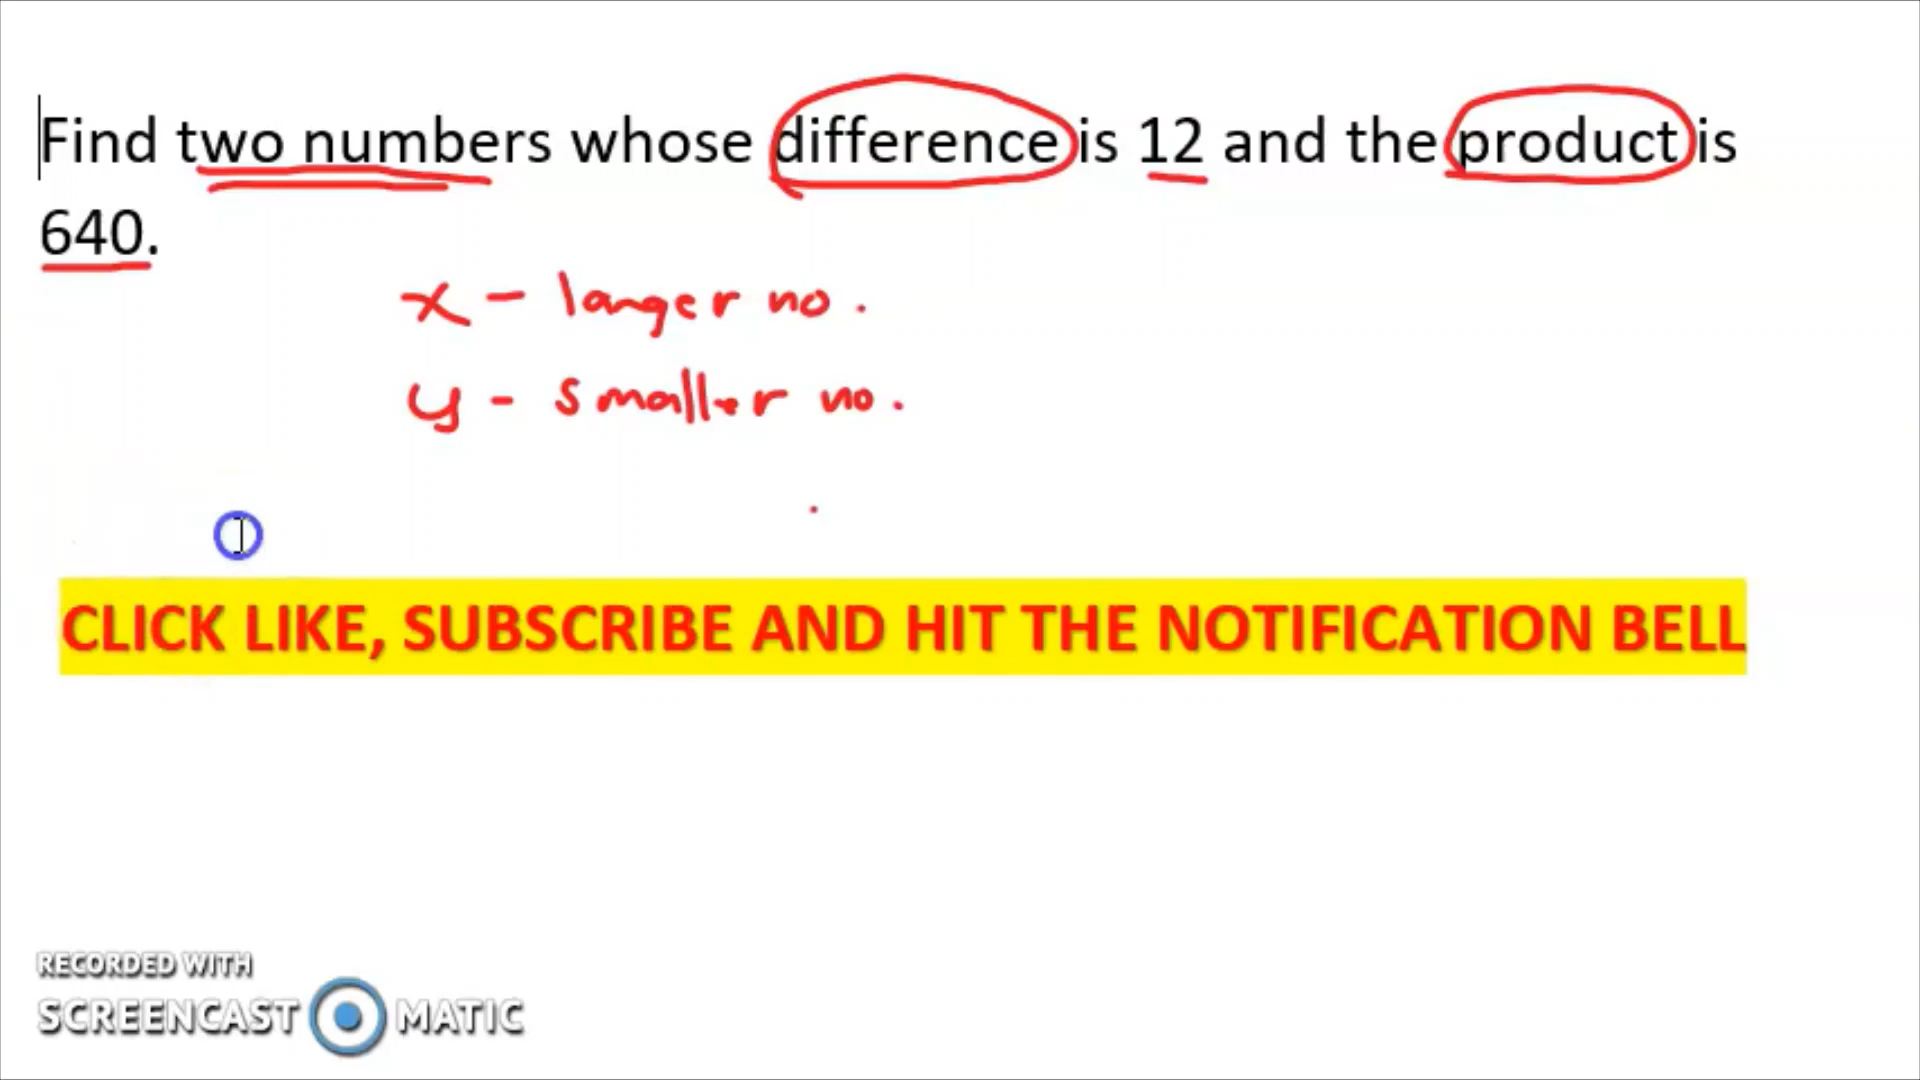 Find two numbers whose difference is 12 and the product is
640.
x - larger no.
y - smaller no.
CLICK LIKE, SUBSCRIBE AND HIT THE NOTIFICATION BELL
RECORDED WITH
SCREENCAST MATIC